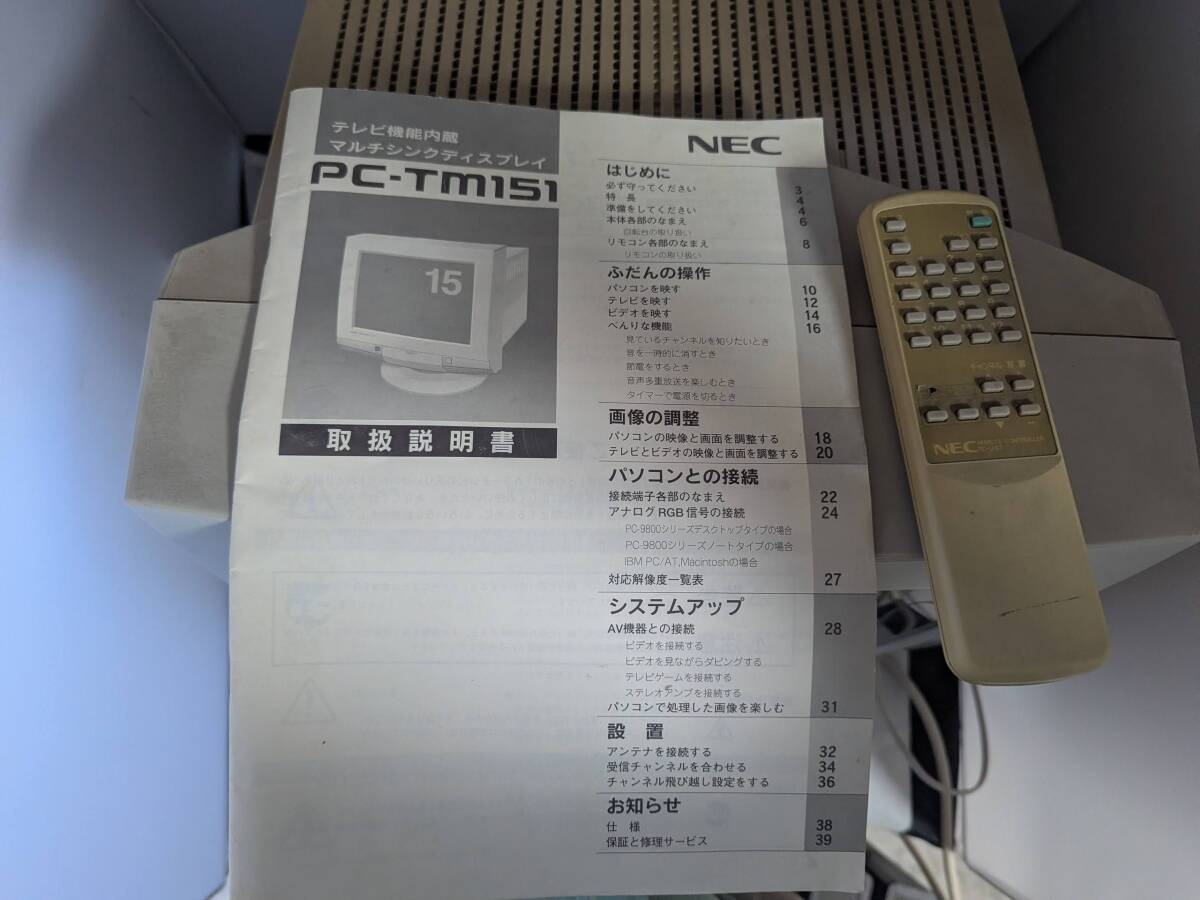 テレビ機能内蔵
マルチシンクディスプレイ
PC-TM151
15
取扱説明書
NEC
はじめに
必ず守ってください 3
特 長 4
準備をしてください 4
本体各部のなまえ 6
回転台の取り扱い
リモコン各部のなまえ 8
リモコンの取り扱い
ふだんの操作
パソコンを映す 10
テレビを映す 12
ビデオを映す 14
べんりな機能 16
見ているチャンネルを知りたいとき
音を一時的に消すとき
節電をするとき
音声多重放送を楽しむとき
タイマーで電源を切るとき
画像の調整
パソコンの映像と画面を調整する 18
テレビとビデオの映像と画面を調整する 20
パソコンとの接続
接続端子各部のなまえ 22
アナログRGB信号の接続 24
PC-9800シリーズデスクトップタイプの場合
PC-9800シリーズノートタイプの場合
IBM PC/AT,Macintoshの場合
対応解像度一覧表 27
システムアップ
AV機器との接続 28
ビデオを接続する
ビデオを見ながらダビングする
テレビゲームを接続する
ステレオアンプを接続する
パソコンで処理した画像を楽しむ 31
設 置
アンテナを接続する 32
受信チャンネルを合わせる 34
チャンネル飛び越し設定をする 36
お知らせ
仕 様 38
保証と修理サービス 39
チャンネル 音量
NEC REMOTE CONTROLLER